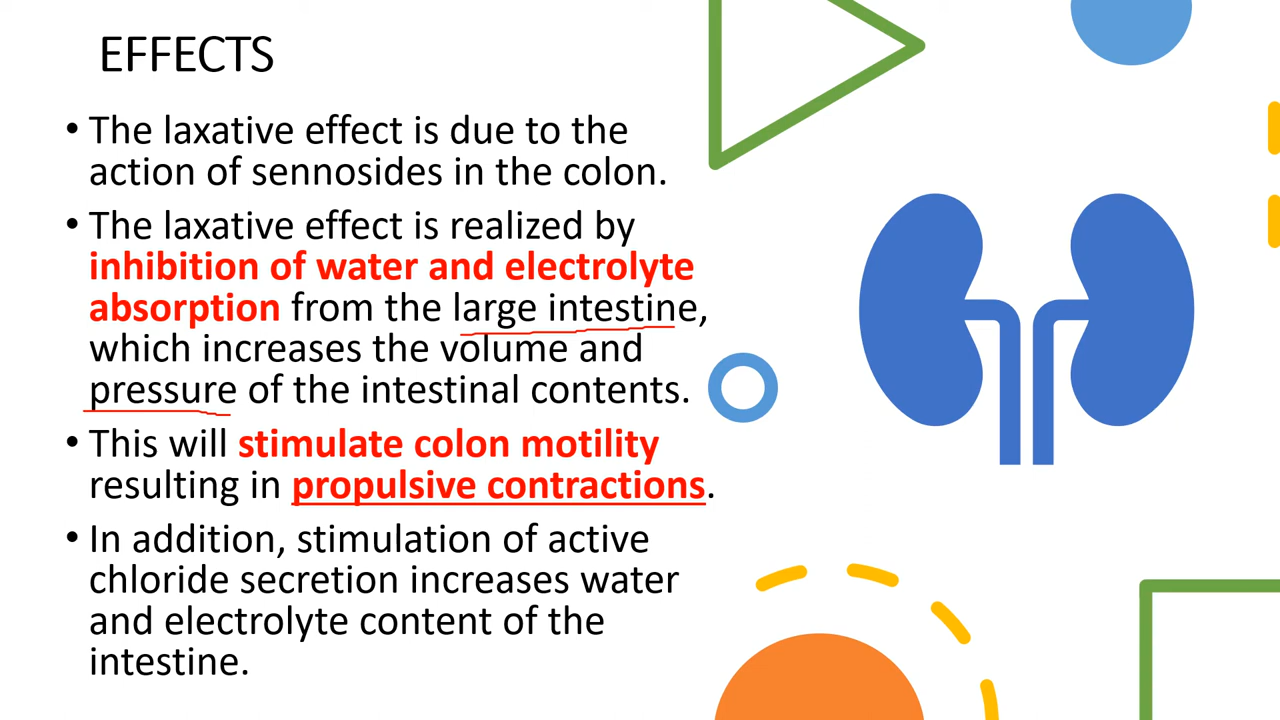 EFFECTS
• The laxative effect is due to the
action of sennosides in the colon.
• The laxative effect is realized by
inhibition of water and electrolyte
absorption from the large intestine,
which increases the volume and
pressure of the intestinal contents.
• This will stimulate colon motility
resulting in propulsive contractions.
• In addition, stimulation of active
chloride secretion increases water
and electrolyte content of the
intestine.